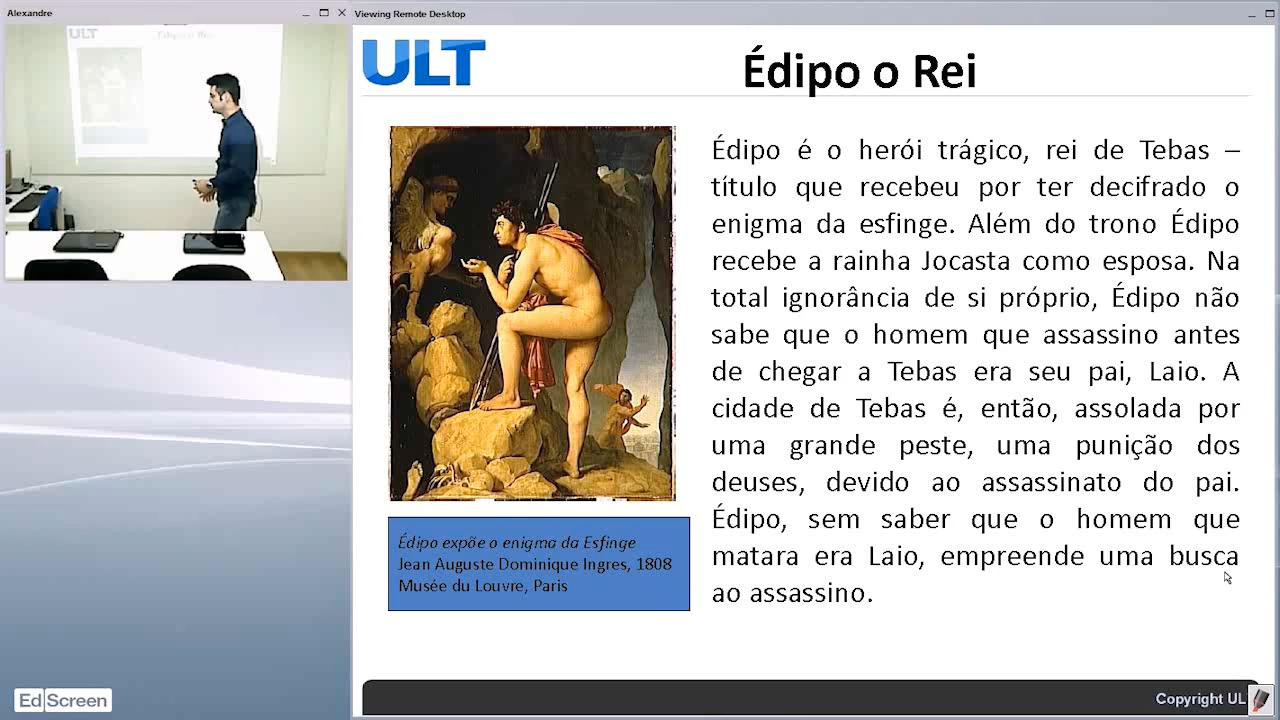 Alexandre
Viewing Remote Desktop
ULT
ULT
Édipo o Rei
Édipo é o herói trágico, rei de Tebas –
título que recebeu por ter decifrado o
enigma da esfinge. Além do trono Édipo
recebe a rainha Jocasta como esposa. Na
total ignorância de si próprio, Édipo não
sabe que o homem que assassino antes
de chegar a Tebas era seu pai, Laio. A
cidade de Tebas é, então, assolada por
uma grande peste, uma punição dos
deuses, devido ao assassinato do pai.
Édipo, sem saber que o homem que
matara era Laio, empreende uma busca
ao assassino.
Édipo expõe o enigma da Esfinge
Jean Auguste Dominique Ingres, 1808
Musée du Louvre, Paris
EdScreen
Copyright UL